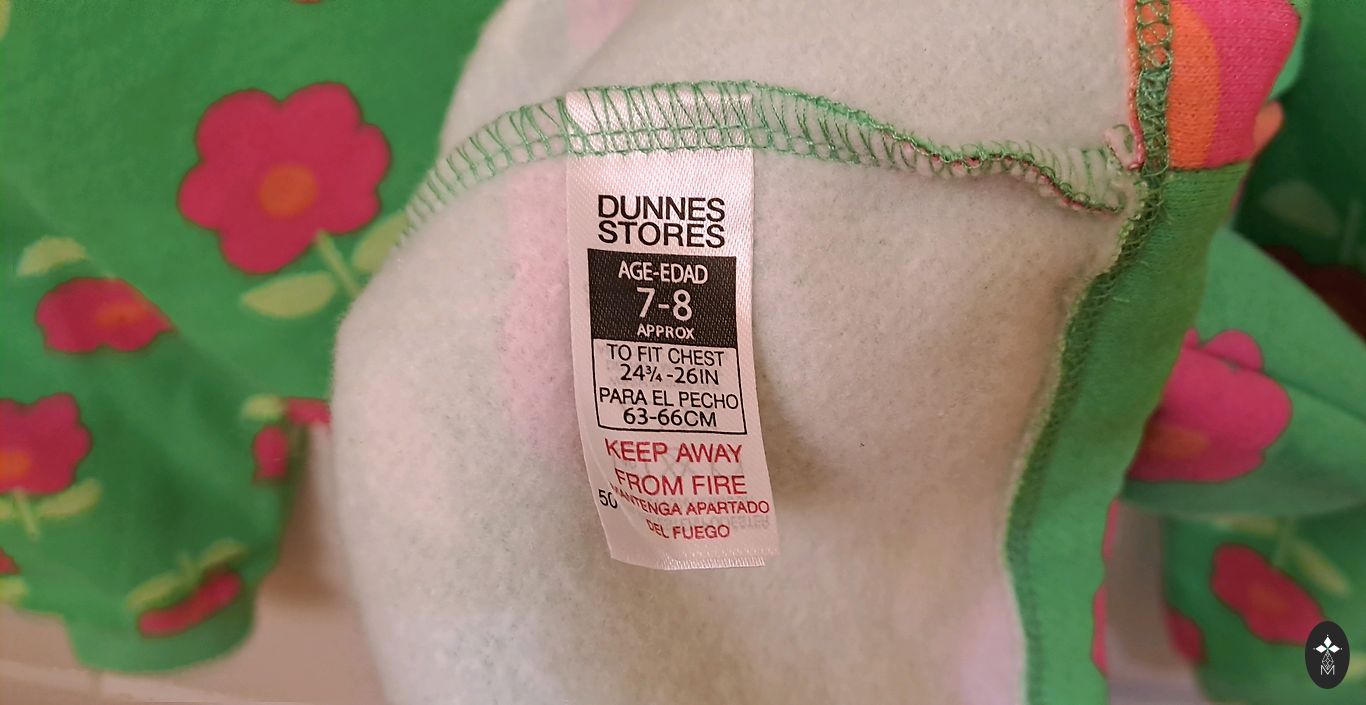 DUNNES
STORES
AGE-EDAD
7-8
APPROX
TO FIT CHEST
24¾-26IN
PARA EL PECHO
63-66CM
KEEP AWAY
FROM FIRE
50
MANTENGA APARTADO
DEL FUEGO
M